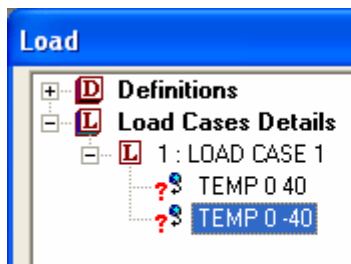 Load
D Definitions
L Load Cases Details
L 1 : LOAD CASE 1
? TEMP 0 40
? TEMP 0 -40